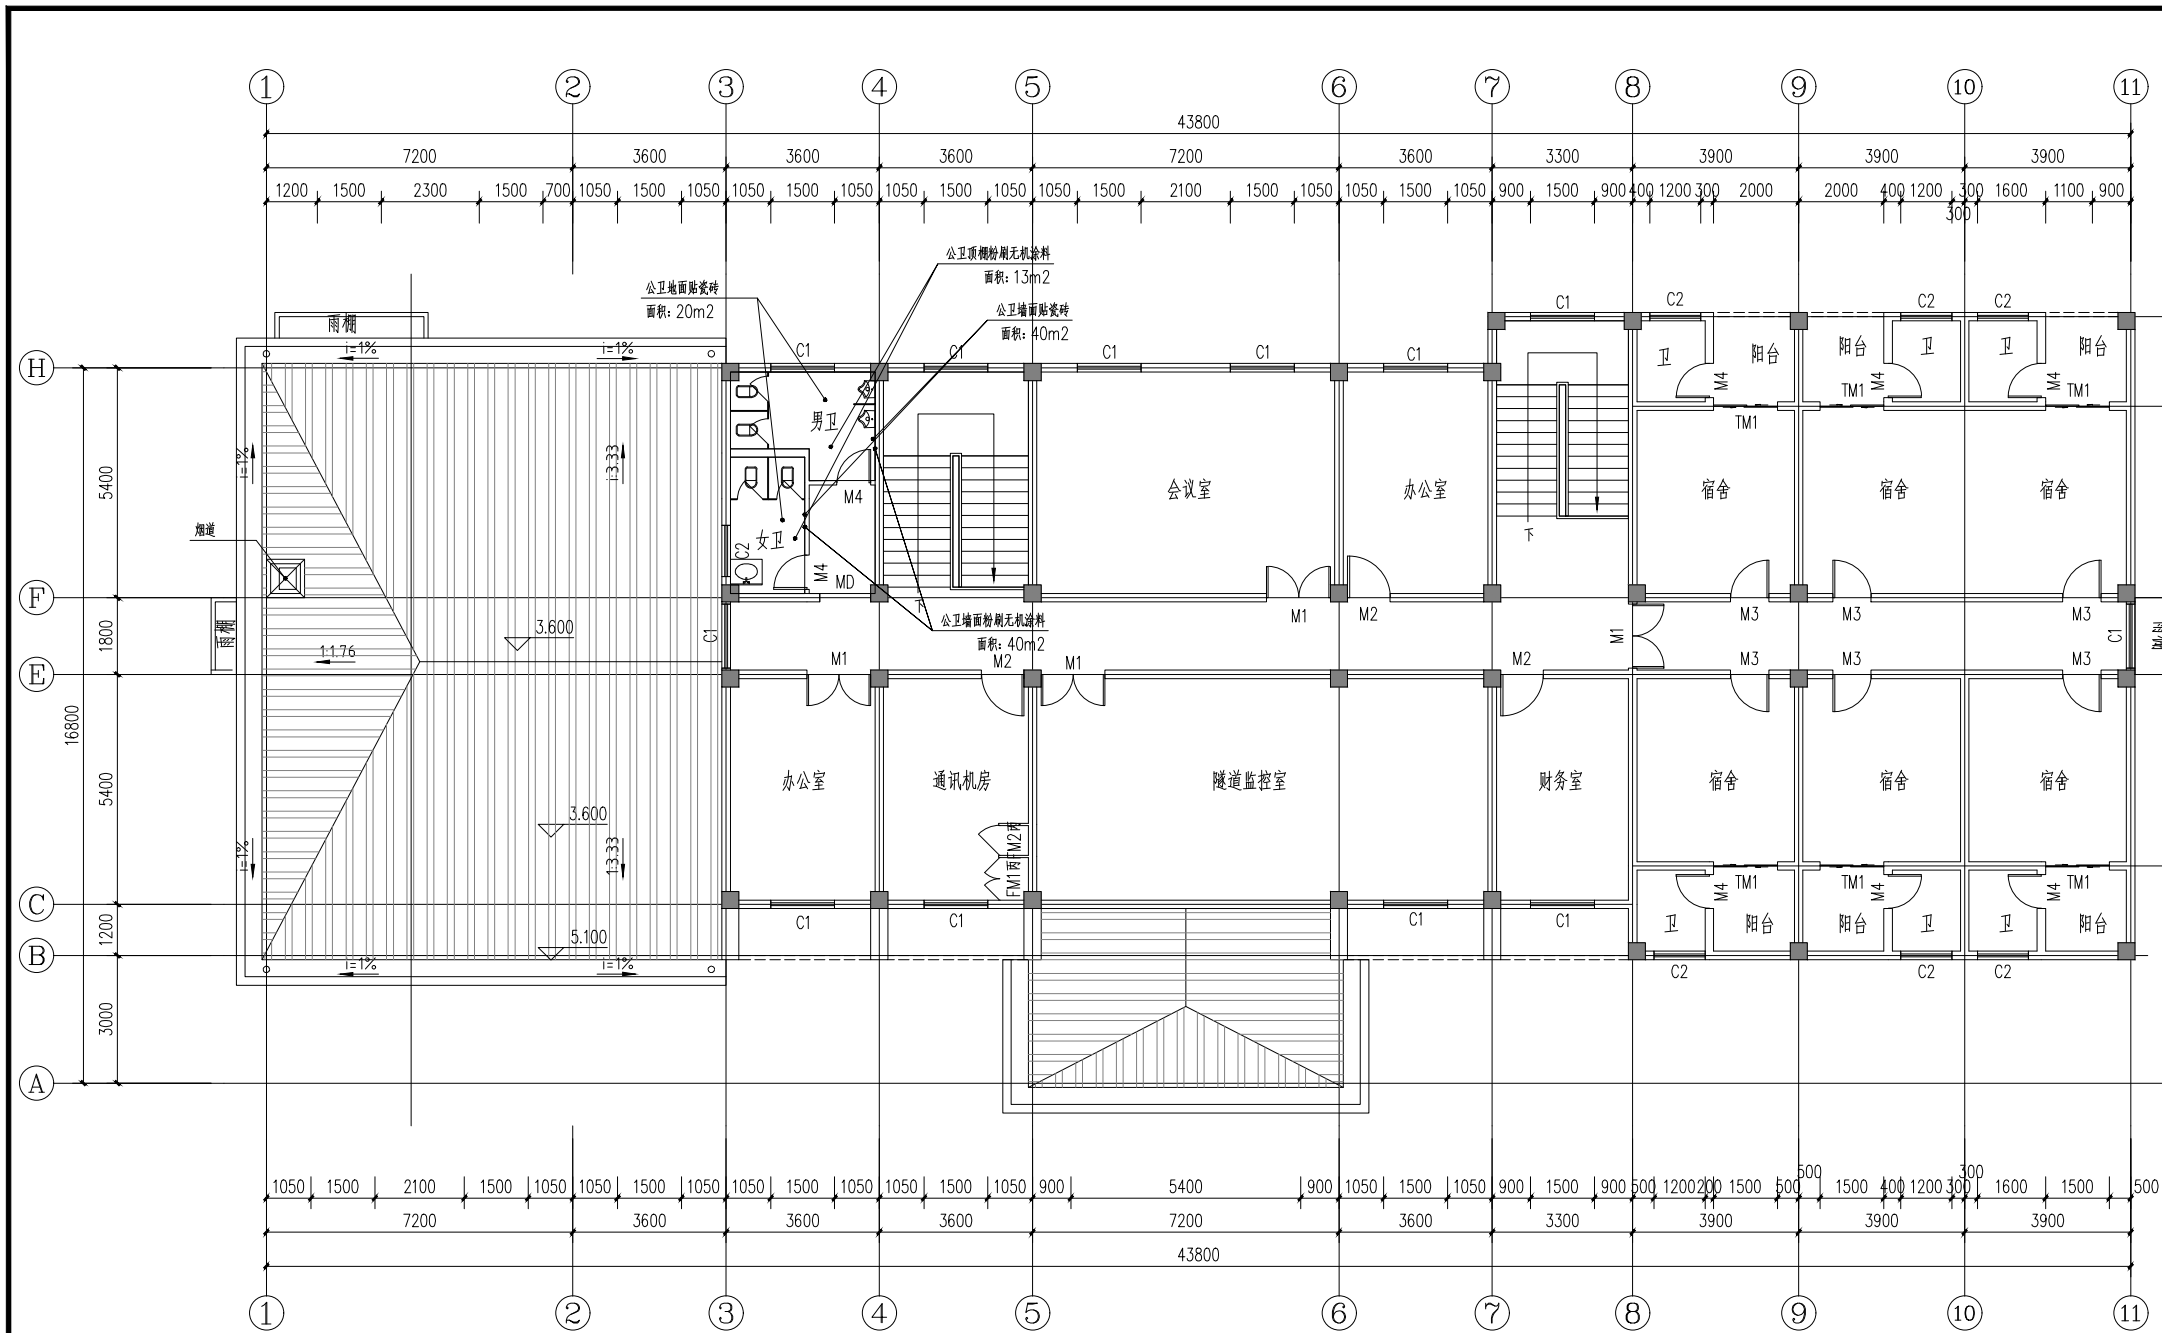 1 2 3 4 5 6 7 8 9 10 11
43800
7200 3600 3600 3600 7200 3600 3300 3900 3900 3900
1200 1500 2300 1500 700 1050 1500 1050 1050 1500 1050 1050 1500 1050 1050 1500 2100 1500 1050 1050 1500 1050 900 1500 900 400 1200 300 2000 2000 400 1200 300 1600 1100 900
300
公卫顶棚粉刷无机涂料
面积：13m2
公卫地面贴瓷砖
面积：20m2
公卫墙面贴瓷砖
面积：40m2
C1 C2 C2 C2
雨棚
i=1% i=1%
C1 C1 C1 C1 C1
卫 阳台 阳台 卫 卫 阳台
H
M4 M4 M4
TM1 TM1 TM1
男卫
i=1% 1:3.33
5400
M4
会议室 办公室 宿舍 宿舍 宿舍
烟道
女卫 C2
下
M4 MD
F
下
M1 M2 M3 M3 M3
公卫墙面粉刷无机涂料
面积：40m2
雨棚
1800
3.600
C1 M1 C1
1:1.76
M1 M2 M1 M2 M3 M3 M3
E
16800
5400
办公室 通讯机房 隧道监控室 财务室 宿舍 宿舍 宿舍
3.600
i=1% 1:3.33
FM2丙
FM1丙
TM1 TM1 TM1
M4 M4 M4
C
1200
C1 C1 C1 C1
卫 阳台 阳台 卫 卫 阳台
5.100
B
i=1% i=1%
C2 C2 C2
3000
A
500 300
1050 1500 2100 1500 1050 1050 1500 1050 1050 1500 1050 1050 1500 1050 900 5400 900 1050 1500 1050 900 1500 900 500 1200 200 1500 500 1500 400 1200 300 1600 1500 500
7200 3600 3600 3600 7200 3600 3300 3900 3900 3900
43800
1 2 3 4 5 6 7 8 9 10 11